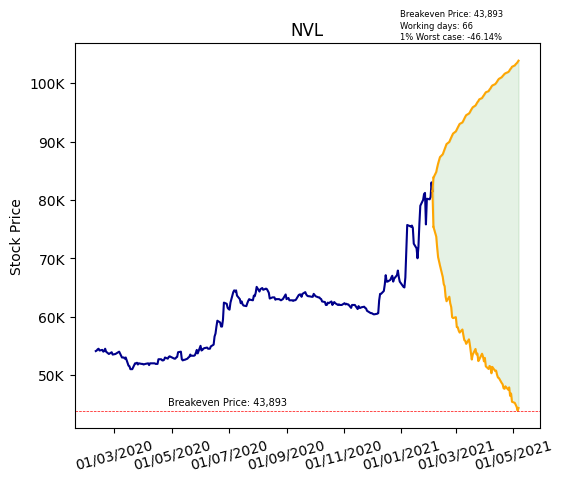 Breakeven Price: 43,893
Working days: 66
1% Worst case: -46.14%
NVL
100K
90K
80K
70K
60K
50K
Stock Price
Breakeven Price: 43,893
01/03/2020
01/05/2020
01/07/2020
01/09/2020
01/11/2020
01/01/2021
01/03/2021
01/05/2021